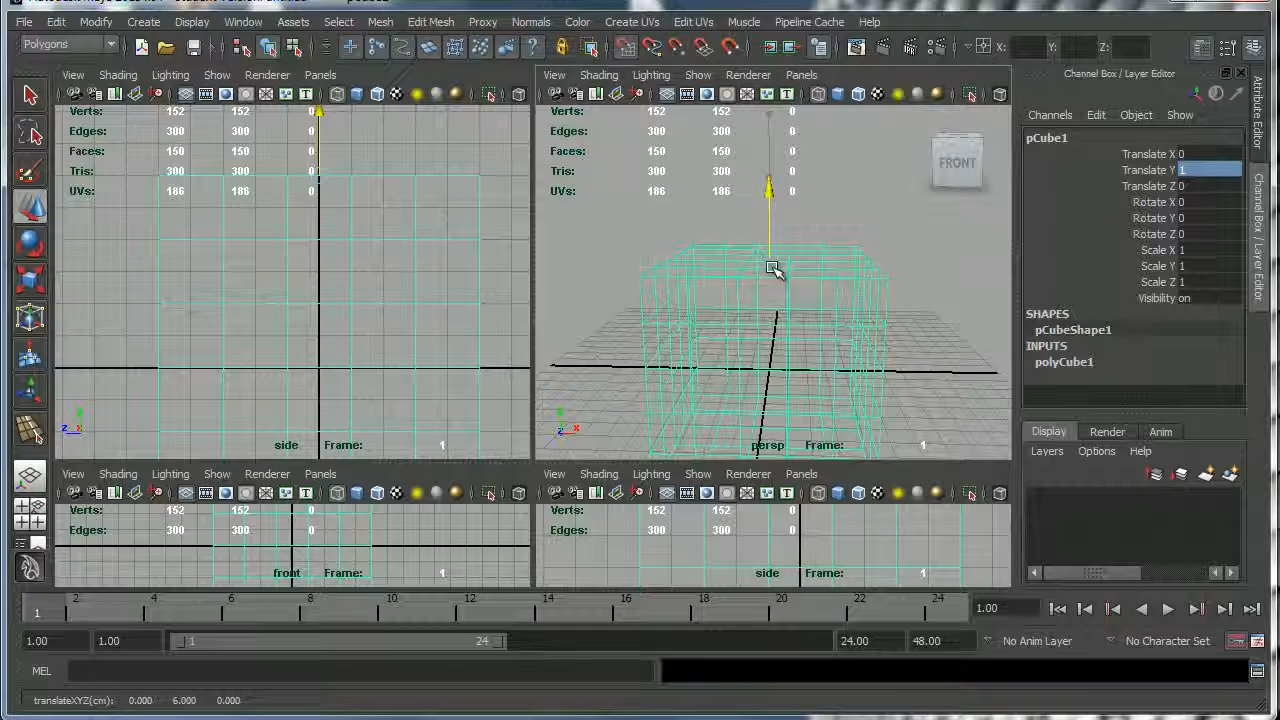 File Edit Modify Create Display Window Assets Select Mesh Edit Mesh Proxy Normals Color Create UVs Edit UVs Muscle Pipeline Cache Help
Polygons
X: Y: Z:
View Shading Lighting Show Renderer Panels
View Shading Lighting Show Renderer Panels
Verts: 152 152 0
Edges: 300 300 0
Faces: 150 150 0
Tris: 300 300 0
UVs: 186 186 0
side Frame: 1
Verts: 152 152 0
Edges: 300 300 0
Faces: 150 150 0
Tris: 300 300 0
UVs: 186 186 0
FRONT
persp Frame: 1
View Shading Lighting Show Renderer Panels
View Shading Lighting Show Renderer Panels
Verts: 152 152 0
Edges: 300 300 0
front Frame: 1
Verts: 152 152 0
Edges: 300 300 0
side Frame: 1
Channel Box / Layer Editor
Channels Edit Object Show
pCube1
Translate X 0
Translate Y 1
Translate Z 0
Rotate X 0
Rotate Y 0
Rotate Z 0
Scale X 1
Scale Y 1
Scale Z 1
Visibility on
SHAPES
pCubeShape1
INPUTS
polyCube1
Display Render Anim
Layers Options Help
Attribute Editor
Channel Box / Layer Editor
1 2 4 6 8 10 12 14 16 18 20 22 24
1.00
1.00 1.00 1 24 24.00 48.00 No Anim Layer No Character Set
MEL
translateXYZ(cm): 0.000 6.000 0.000